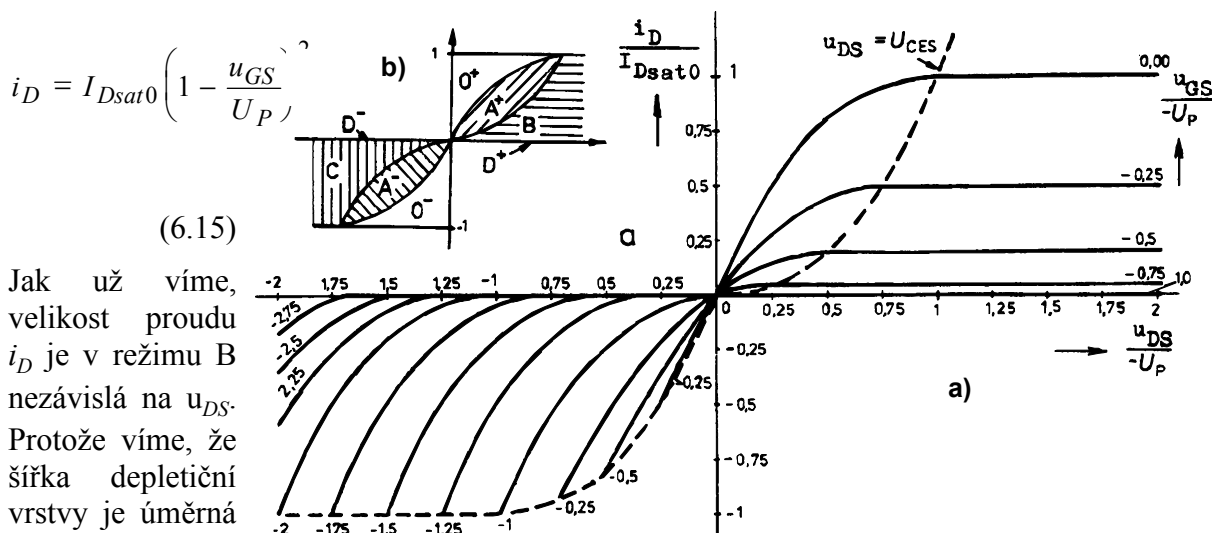 i_D = I_Dsat0 (1 - u_GS / U_P)
(6.15)
Jak už víme,
velikost proudu
i_D je v režimu B
nezávislá na u_DS.
Protože víme, že
šířka depletiční
vrstvy je úměrná
b)
1
O⁺
A⁺
B
D⁻
D⁺
C
A⁻
O⁻
-1
i_D / I_Dsat0
u_DS = U_CES
0,00
u_GS / -U_P
1
0,75
0,5
0,25
-0,25
-0,5
-0,75
1,0
a
-2 1,75 -1,5 1,25 -1 0,75 0,5 0,25
0 0,25 0,5 0,75 1 1,25 1,5 1,75 2
u_DS / -U_P
a)
-2,75
-2,5
2,25
-0,25
-0,5
-0,75
-1
-0,25
-0,5
-0,25
-2 -1,75 -1,5 -1,25 -1